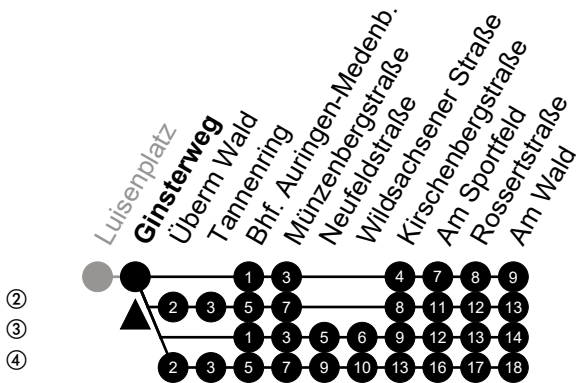 Luisenplatz
Ginsterweg
Überm Wald
Tannenring
Bhf. Auringen-Medenb.
Münzenbergstraße
Neufeldstraße
Wildsachsener Straße
Kirschenbergstraße
Am Sportfeld
Rossertstraße
Am Wald
1 3 4 7 8 9
② 2 3 5 7 8 11 12 13
③ 1 3 5 6 9 12 13 14
④ 2 3 5 7 9 10 13 16 17 18